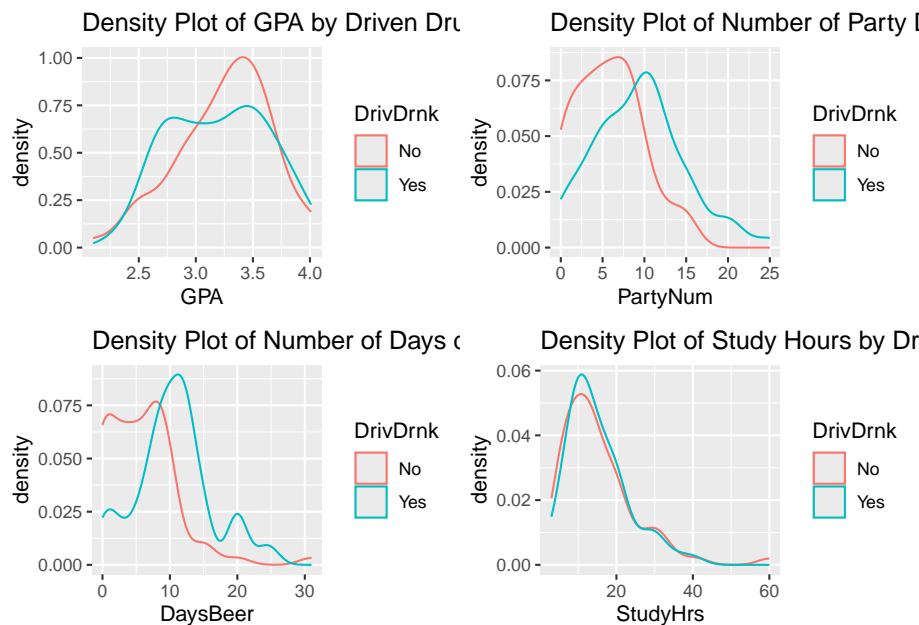 Density Plot of GPA by Driven Dru
1.00
0.75
0.50
0.25
0.00
density
2.5 3.0 3.5 4.0
GPA
DrivDrnk
No
Yes
Density Plot of Number of Party D
0.075
0.050
0.025
0.000
density
0 5 10 15 20 25
PartyNum
DrivDrnk
No
Yes
Density Plot of Number of Days o
0.075
0.050
0.025
0.000
density
0 10 20 30
DaysBeer
DrivDrnk
No
Yes
Density Plot of Study Hours by Dr
0.06
0.04
0.02
0.00
density
20 40 60
StudyHrs
DrivDrnk
No
Yes